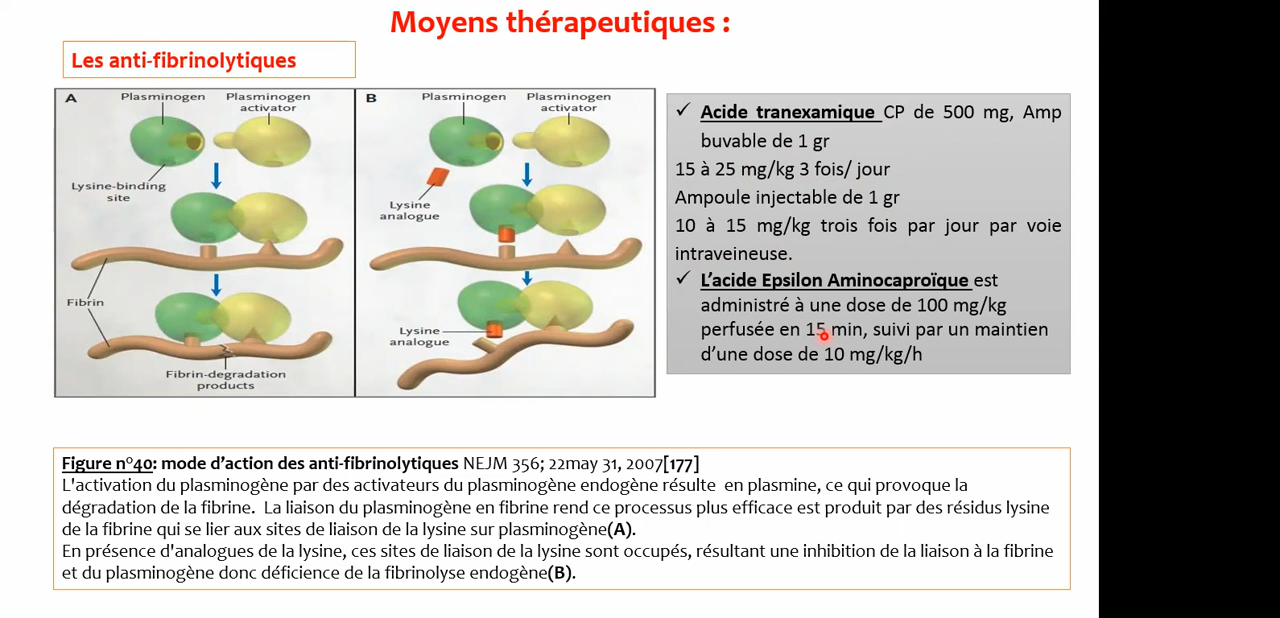 Moyens thérapeutiques :
Les anti-fibrinolytiques
A
Plasminogen
Plasminogen
activator
Lysine-binding
site
Fibrin
Fibrin-degradation
products
B
Plasminogen
Plasminogen
activator
Lysine
analogue
Lysine
analogue
✓ Acide tranexamique CP de 500 mg, Amp
buvable de 1 gr
15 à 25 mg/kg 3 fois/ jour
Ampoule injectable de 1 gr
10 à 15 mg/kg trois fois par jour par voie
intraveineuse.
✓ L’acide Epsilon Aminocaproïque est
administré à une dose de 100 mg/kg
perfusée en 15 min, suivi par un maintien
d’une dose de 10 mg/kg/h
Figure n°40: mode d’action des anti-fibrinolytiques NEJM 356; 22may 31, 2007[177]
L'activation du plasminogène par des activateurs du plasminogène endogène résulte en plasmine, ce qui provoque la
dégradation de la fibrine. La liaison du plasminogène en fibrine rend ce processus plus efficace est produit par des résidus lysine
de la fibrine qui se lier aux sites de liaison de la lysine sur plasminogène(A).
En présence d'analogues de la lysine, ces sites de liaison de la lysine sont occupés, résultant une inhibition de la liaison à la fibrine
et du plasminogène donc déficience de la fibrinolyse endogène(B).